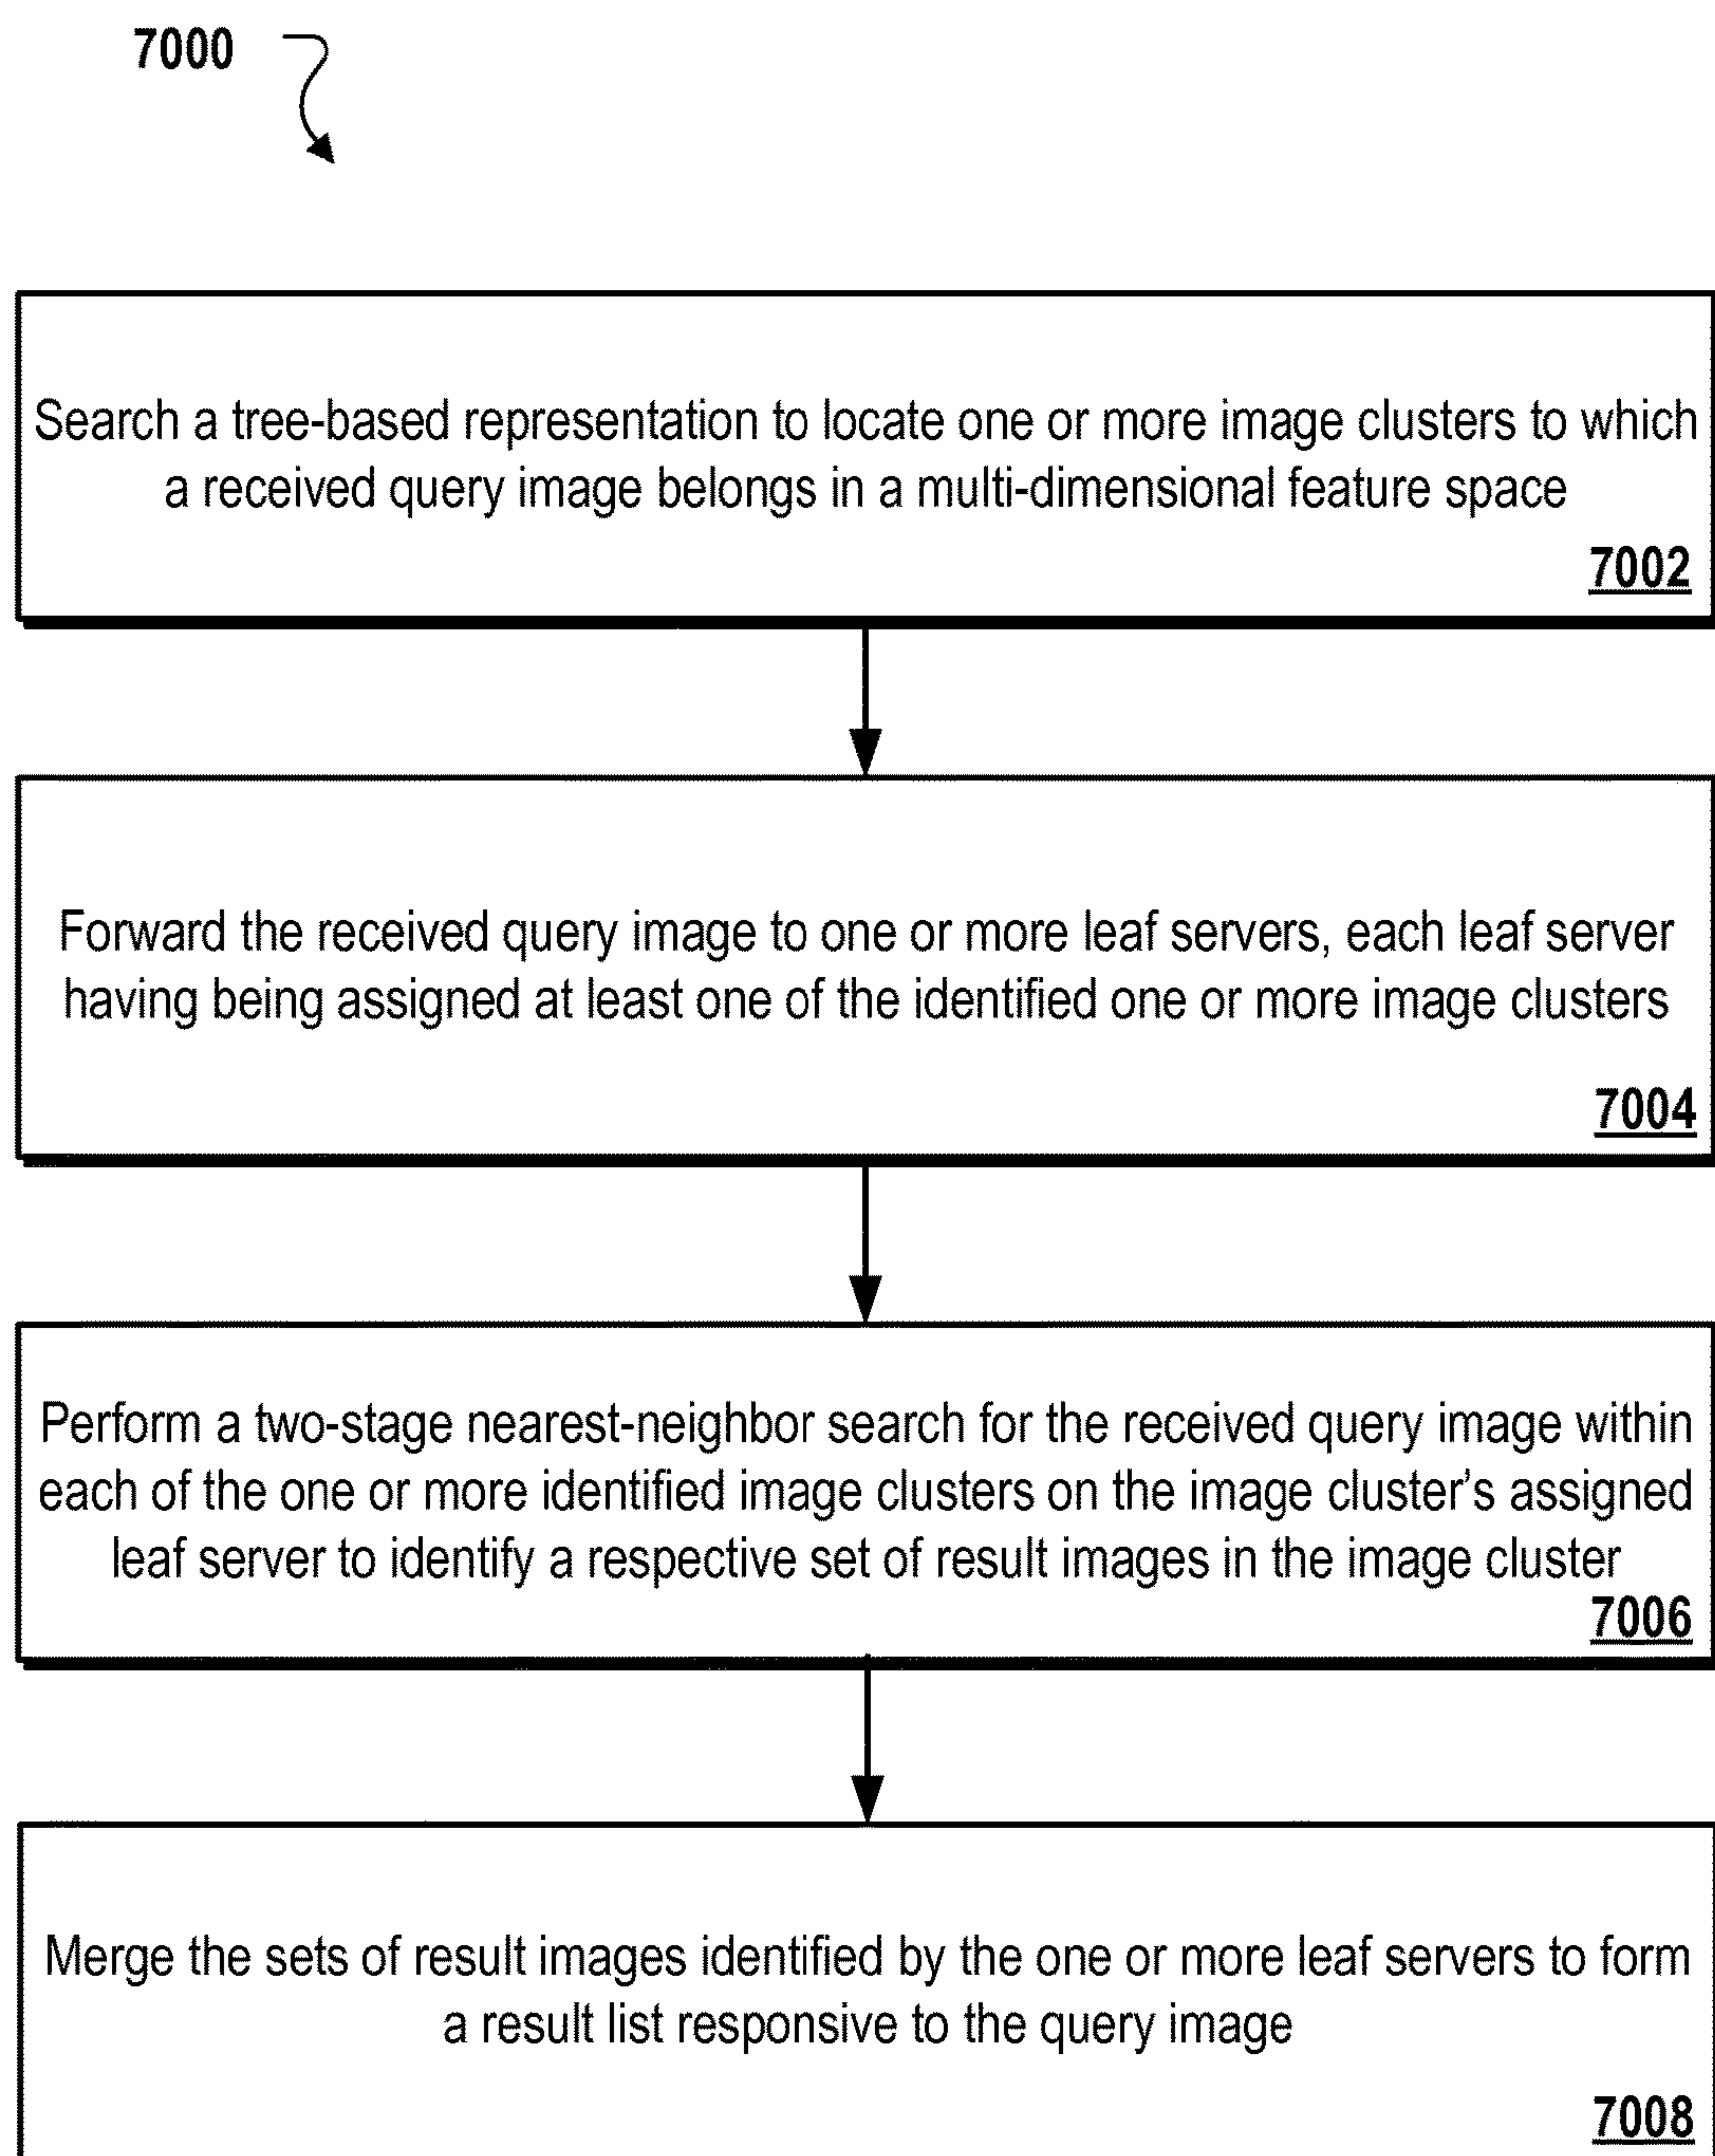 7000
Search a tree-based representation to locate one or more image clusters to which
a received query image belongs in a multi-dimensional feature space
7002
Forward the received query image to one or more leaf servers, each leaf server
having being assigned at least one of the identified one or more image clusters
7004
Perform a two-stage nearest-neighbor search for the received query image within
each of the one or more identified image clusters on the image cluster's assigned
leaf server to identify a respective set of result images in the image cluster
7006
Merge the sets of result images identified by the one or more leaf servers to form
a result list responsive to the query image
7008